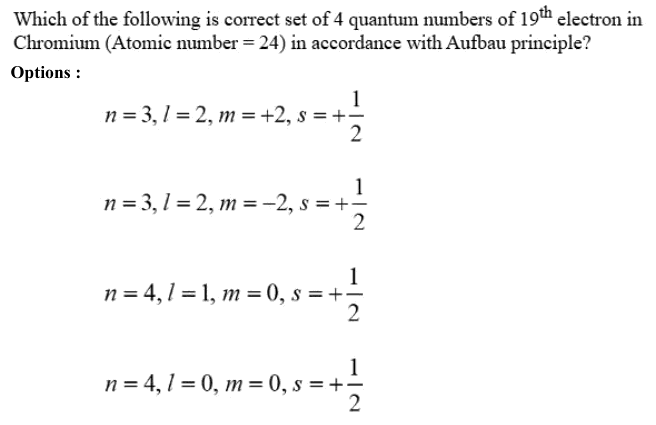 Which of the following is correct set of 4 quantum numbers of 19th electron in
Chromium (Atomic number = 24) in accordance with Aufbau principle?
Options :
n = 3, l = 2, m = +2, s = +1/2
n = 3, l = 2, m = −2, s = +1/2
n = 4, l = 1, m = 0, s = +1/2
n = 4, l = 0, m = 0, s = +1/2